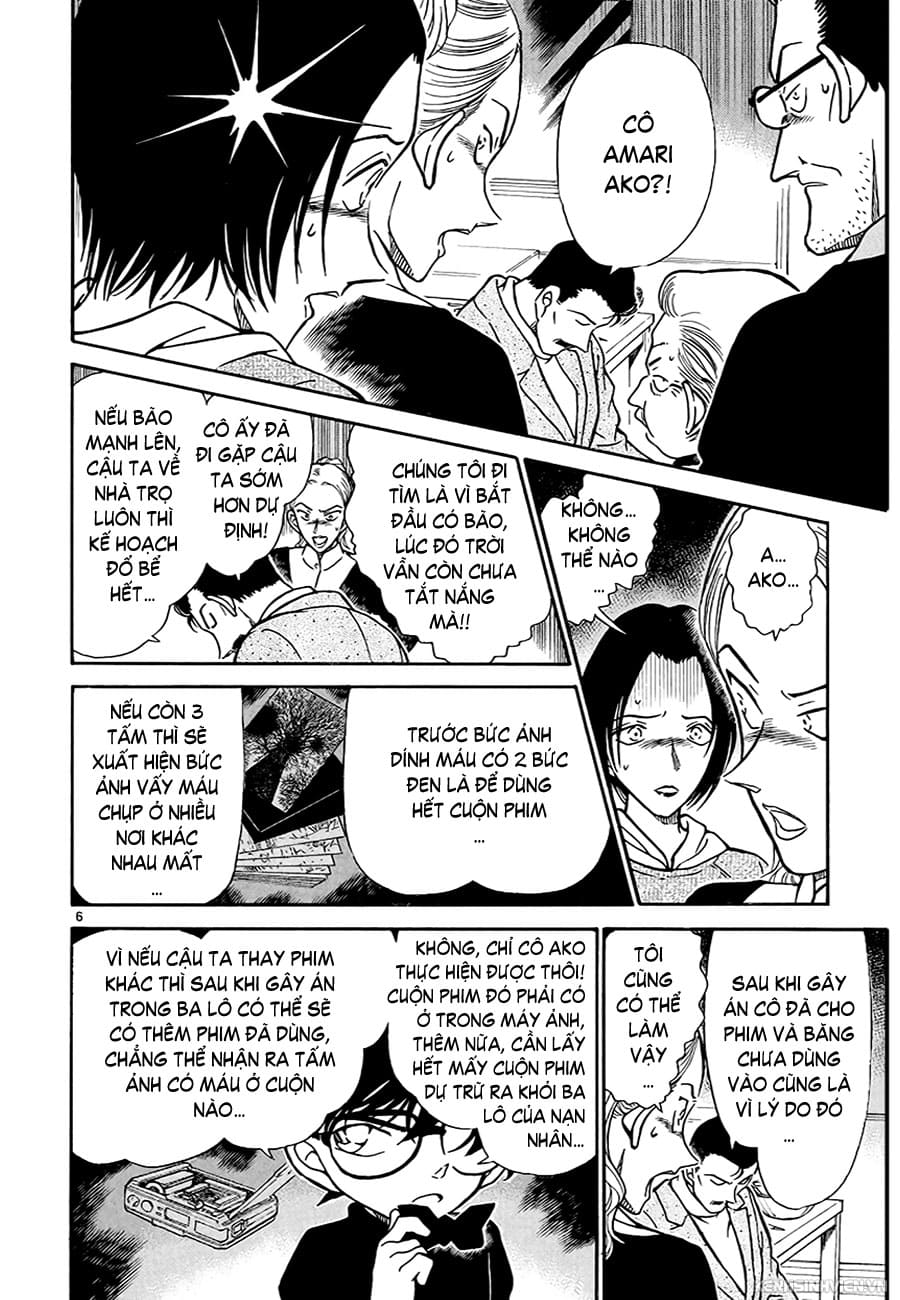 CÔ
AMARI
AKO?!
A...
AKO...
KHÔNG...
KHÔNG
THỂ NÀO
...
CHÚNG TÔI ĐI
TÌM LÀ VÌ BẮT
ĐẦU CÓ BÃO,
LÚC ĐÓ TRỜI
VẪN CÒN CHƯA
TẮT NẮNG
MÀ!!
CÔ ẤY ĐÃ
ĐI GẶP CẬU
TA SỚM
HƠN DỰ
ĐỊNH!
NẾU BÃO
MẠNH LÊN,
CẬU TA VỀ
NHÀ TRỌ
LUÔN THÌ
KẾ HOẠCH
ĐỔ BỂ
HẾT...
TRƯỚC BỨC ẢNH
DÍNH MÁU CÓ 2 BỨC
ĐEN LÀ ĐỂ DÙNG
HẾT CUỘN PHIM
...
NẾU CÒN 3
TẤM THÌ SẼ
XUẤT HIỆN BỨC
ẢNH VẤY MÁU
CHỤP Ở NHIỀU
NƠI KHÁC
NHAU MẤT
...
6
SAU KHI GÂY
ÁN CÔ ĐÃ CHO
PHIM VÀ BĂNG
CHƯA DÙNG
VÀO CŨNG LÀ
VÌ LÝ DO ĐÓ
...
TÔI
CŨNG
CÓ THỂ
LÀM
VẬY
...
KHÔNG, CHỈ CÔ AKO
THỰC HIỆN ĐƯỢC THÔI!
CUỘN PHIM ĐÓ PHẢI CÓ
Ở TRONG MÁY ẢNH,
THÊM NỮA, CẦN LẤY
HẾT MẤY CUỘN PHIM
DỰ TRỮ RA KHỎI BA
LÔ CỦA NẠN
NHÂN...
VÌ NẾU CẬU TA THAY PHIM
KHÁC THÌ SAU KHI GÂY ÁN
TRONG BA LÔ CÓ THỂ SẼ
CÓ THÊM PHIM ĐÃ DÙNG,
CHẲNG THỂ NHẬN RA TẤM
ẢNH CÓ MÁU Ở CUỘN
NÀO...
KENHSINHVIEN.VN